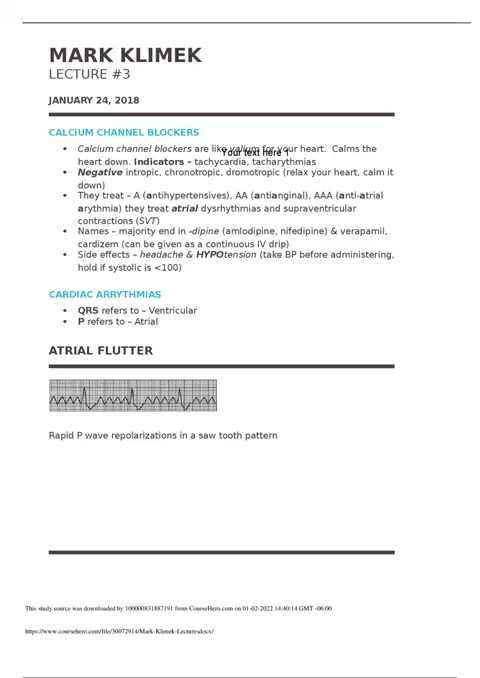 MARK KLIMEK
LECTURE #3
JANUARY 24, 2018
CALCIUM CHANNEL BLOCKERS
• Calcium channel blockers are like valium for your heart. Calms the
Your text here 1
heart down. Indicators – tachycardia, tacharythmias
• Negative intropic, chronotropic, dromotropic (relax your heart, calm it
down)
• They treat – A (antihypertensives), AA (antianginal), AAA (anti-atrial
arythmia) they treat atrial dysrhythmias and supraventricular
contractions (SVT)
• Names – majority end in -dipine (amlodipine, nifedipine) & verapamil,
cardizem (can be given as a continuous IV drip)
• Side effects – headache & HYPOtension (take BP before administering,
hold if systolic is <100)
CARDIAC ARRYTHMIAS
• QRS refers to – Ventricular
• P refers to – Atrial
ATRIAL FLUTTER
Rapid P wave repolarizations in a saw tooth pattern
This study source was downloaded by 100000831887191 from CourseHero.com on 01-02-2022 14:40:14 GMT -06:00
https://www.coursehero.com/file/30072914/Mark-Klimek-Lecturesdocx/